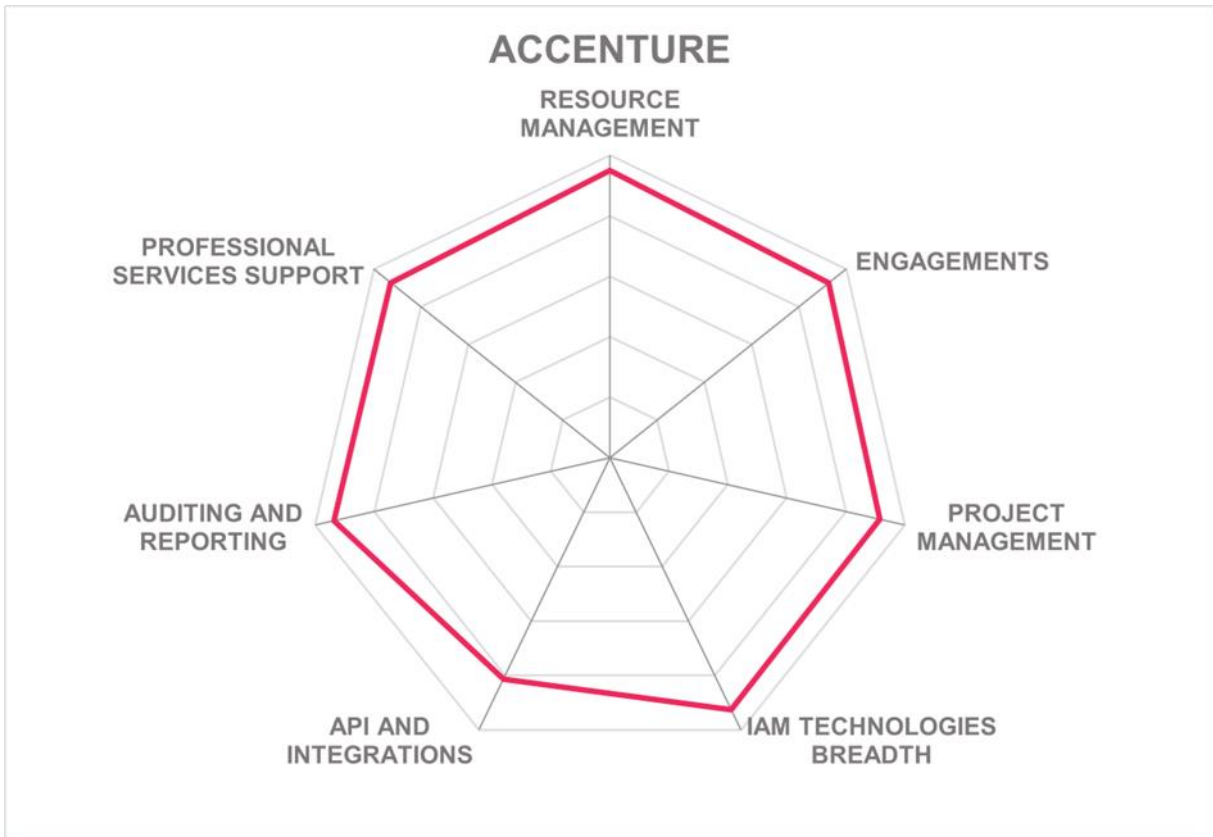 ACCENTURE
RESOURCE
MANAGEMENT
ENGAGEMENTS
PROJECT
MANAGEMENT
IAM TECHNOLOGIES
BREADTH
API AND
INTEGRATIONS
AUDITING AND
REPORTING
PROFESSIONAL
SERVICES SUPPORT